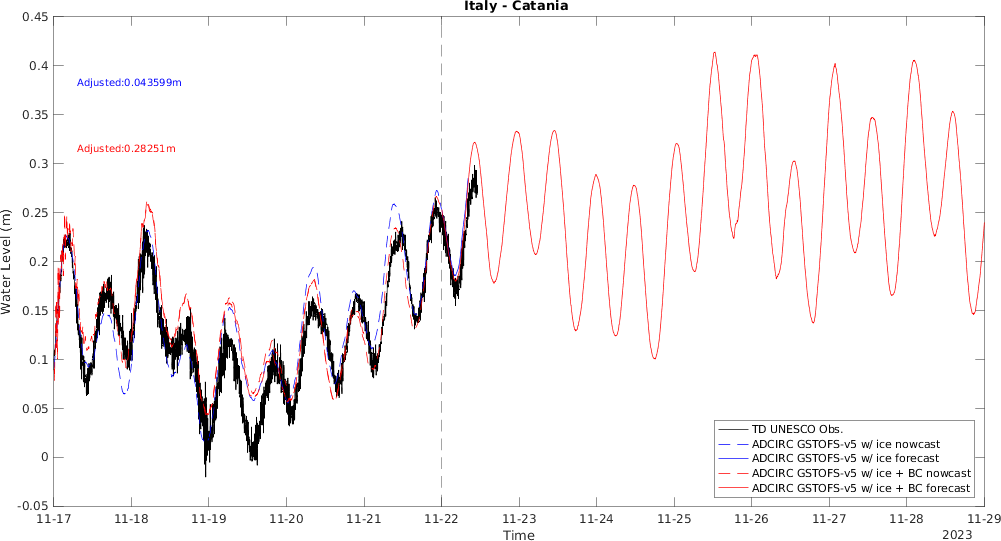 Italy - Catania
Adjusted:0.043599m
Adjusted:0.28251m
Water Level (m)
0.45
0.4
0.35
0.3
0.25
0.2
0.15
0.1
0.05
0
-0.05
TD UNESCO Obs.
ADCIRC GSTOFS-v5 w/ ice nowcast
ADCIRC GSTOFS-v5 w/ ice forecast
ADCIRC GSTOFS-v5 w/ ice + BC nowcast
ADCIRC GSTOFS-v5 w/ ice + BC forecast
11-17 11-18 11-19 11-20 11-21 11-22 11-23 11-24 11-25 11-26 11-27 11-28 11-29
Time
2023